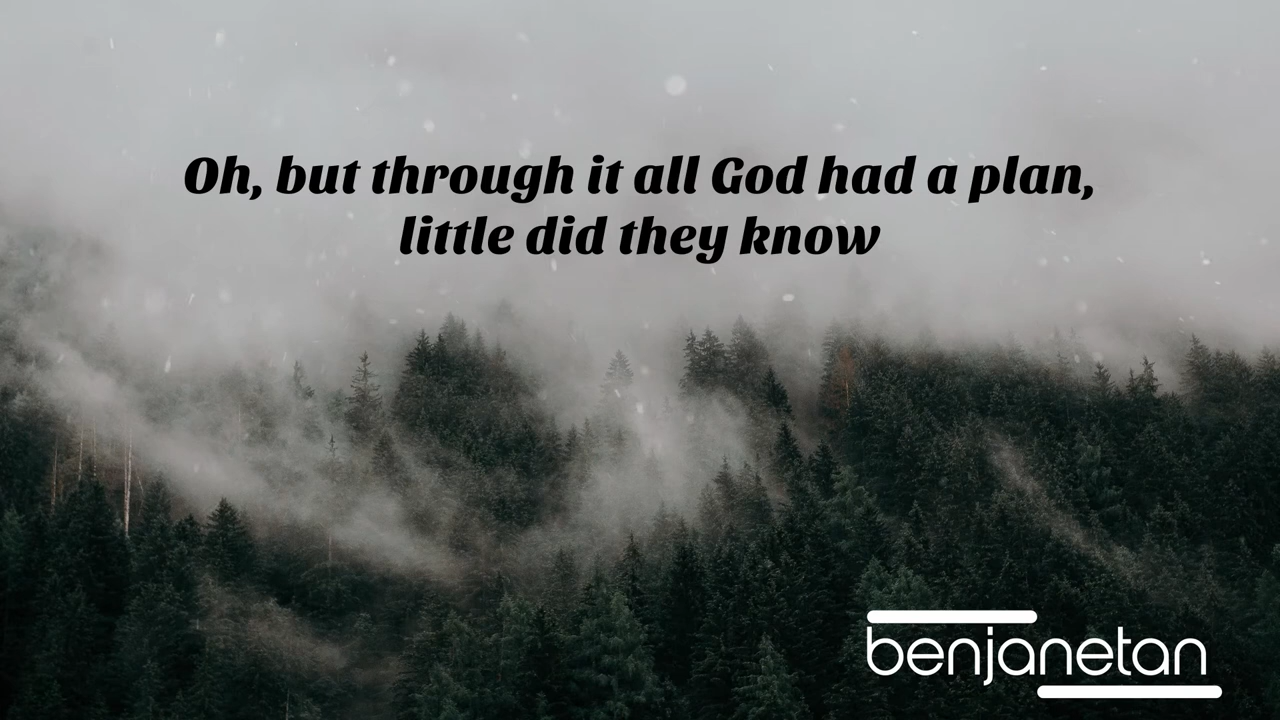 Oh, but through it all God had a plan,
little did they know
benjanetan